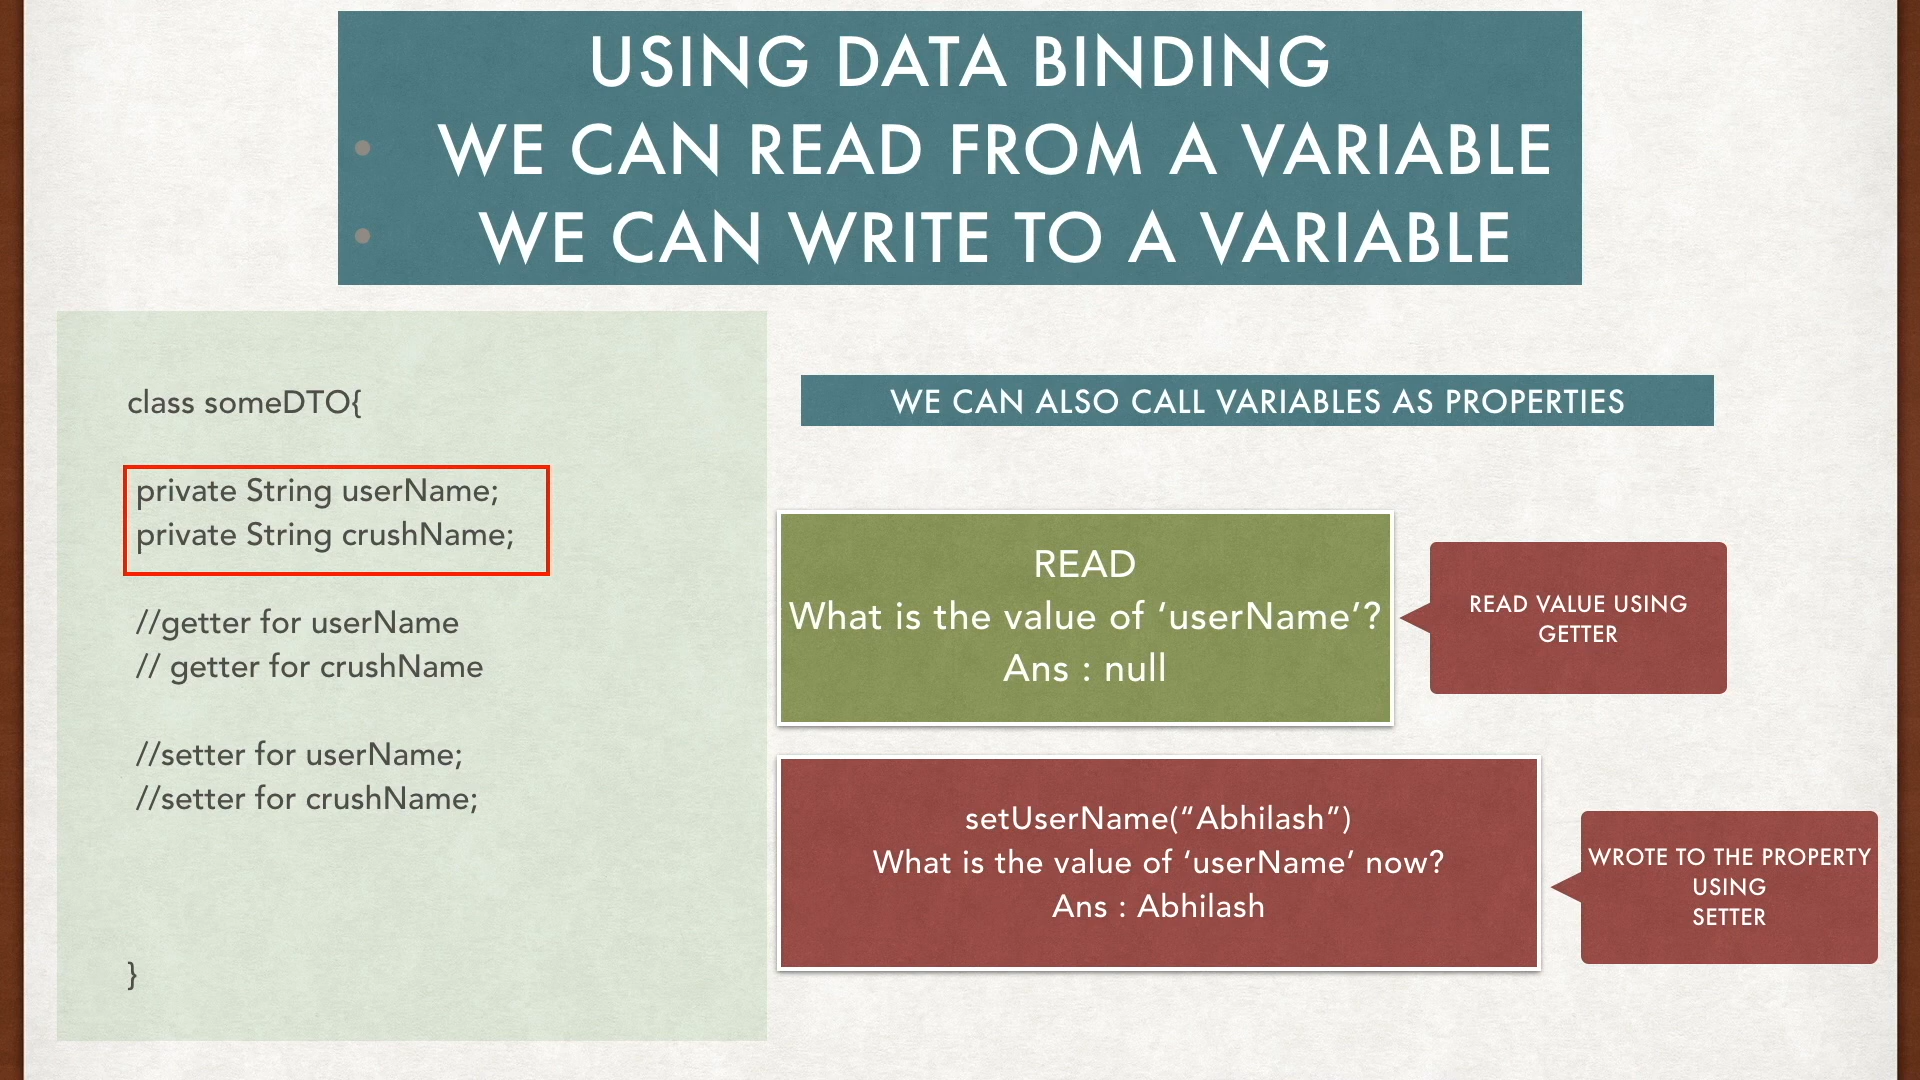 USING DATA BINDING
• WE CAN READ FROM A VARIABLE
• WE CAN WRITE TO A VARIABLE
class someDTO{
private String userName;
private String crushName;
//getter for userName
// getter for crushName
//setter for userName;
//setter for crushName;
}
WE CAN ALSO CALL VARIABLES AS PROPERTIES
READ
What is the value of ‘userName’?
Ans : null
READ VALUE USING
GETTER
setUserName(“Abhilash”)
What is the value of ‘userName’ now?
Ans : Abhilash
WROTE TO THE PROPERTY
USING
SETTER